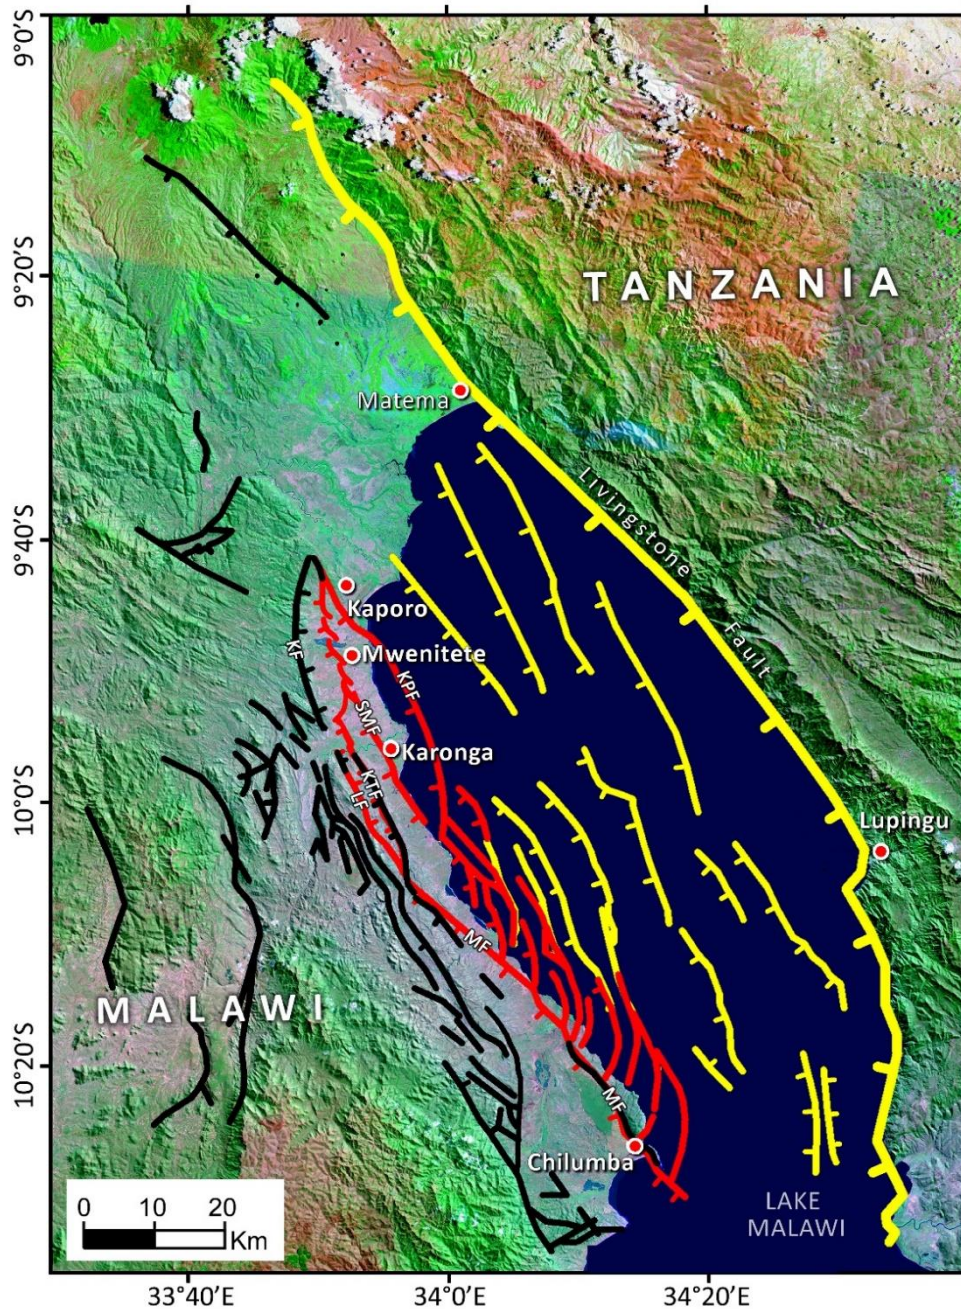 9°0'S
9°20'S
9°40'S
10°0'S
10°20'S
TANZANIA
Matema
Livingstone
Fault
Kaporo
KF
Mwenitete
KPF
SMF
Karonga
KTF
LF
Lupingu
MF
MALAWI
MF
Chilumba
LAKE
MALAWI
0 10 20
Km
33°40'E
34°0'E
34°20'E